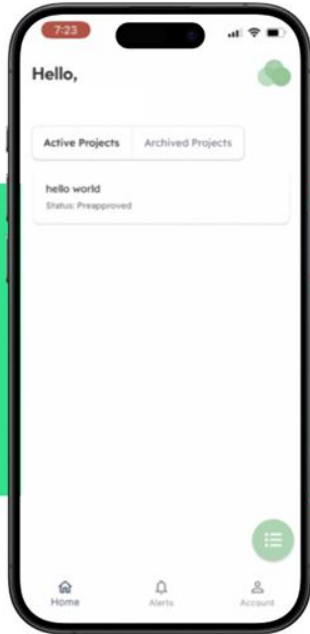 7:23
Hello,
Active Projects Archived Projects
hello world
Status: Preapproved
Home Alerts Account